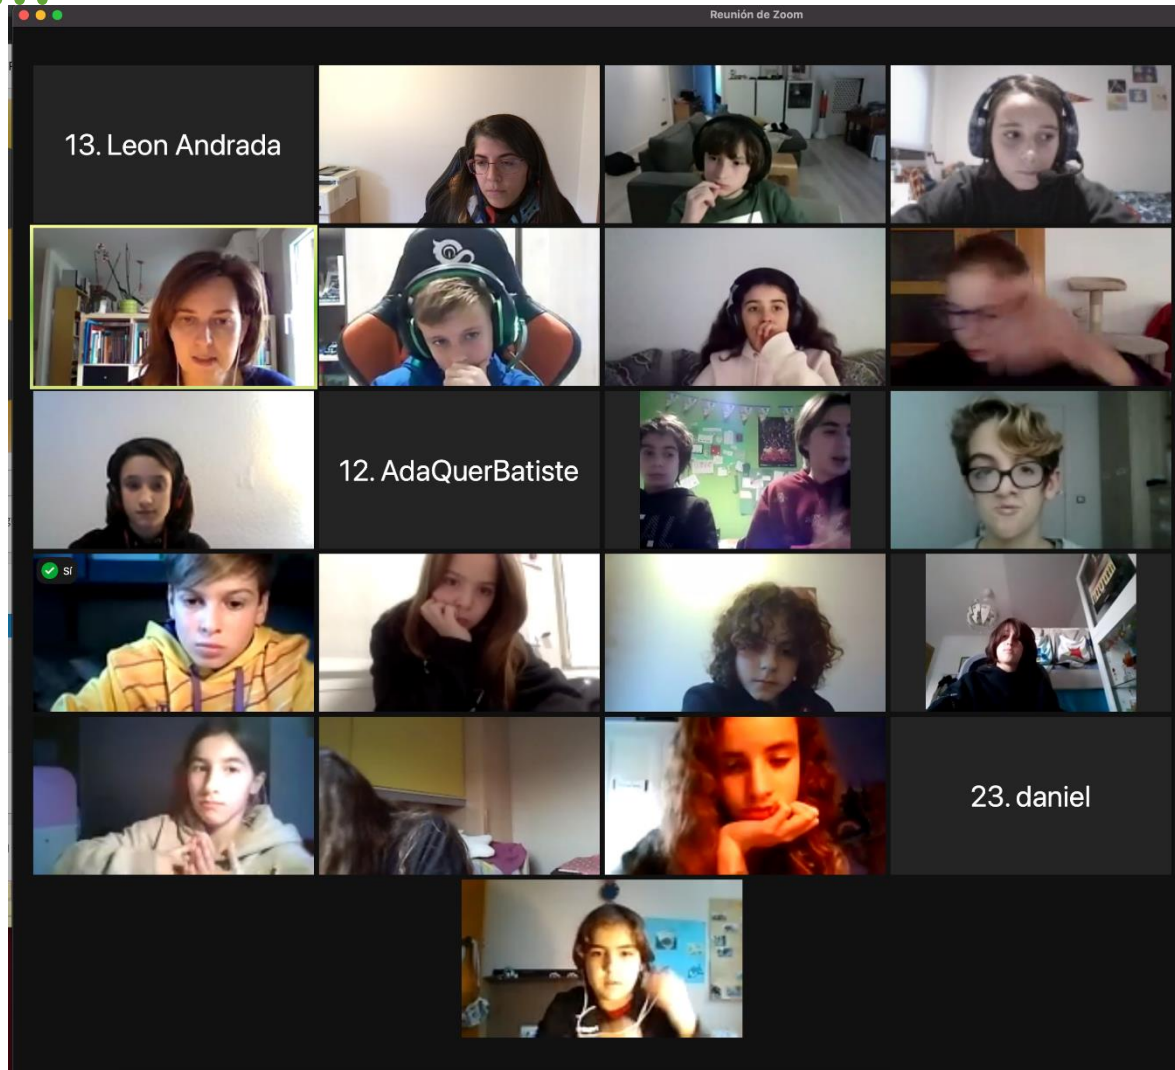 Reunión de Zoom
13. Leon Andrada
12. AdaQuerBatiste
Sí
23. daniel